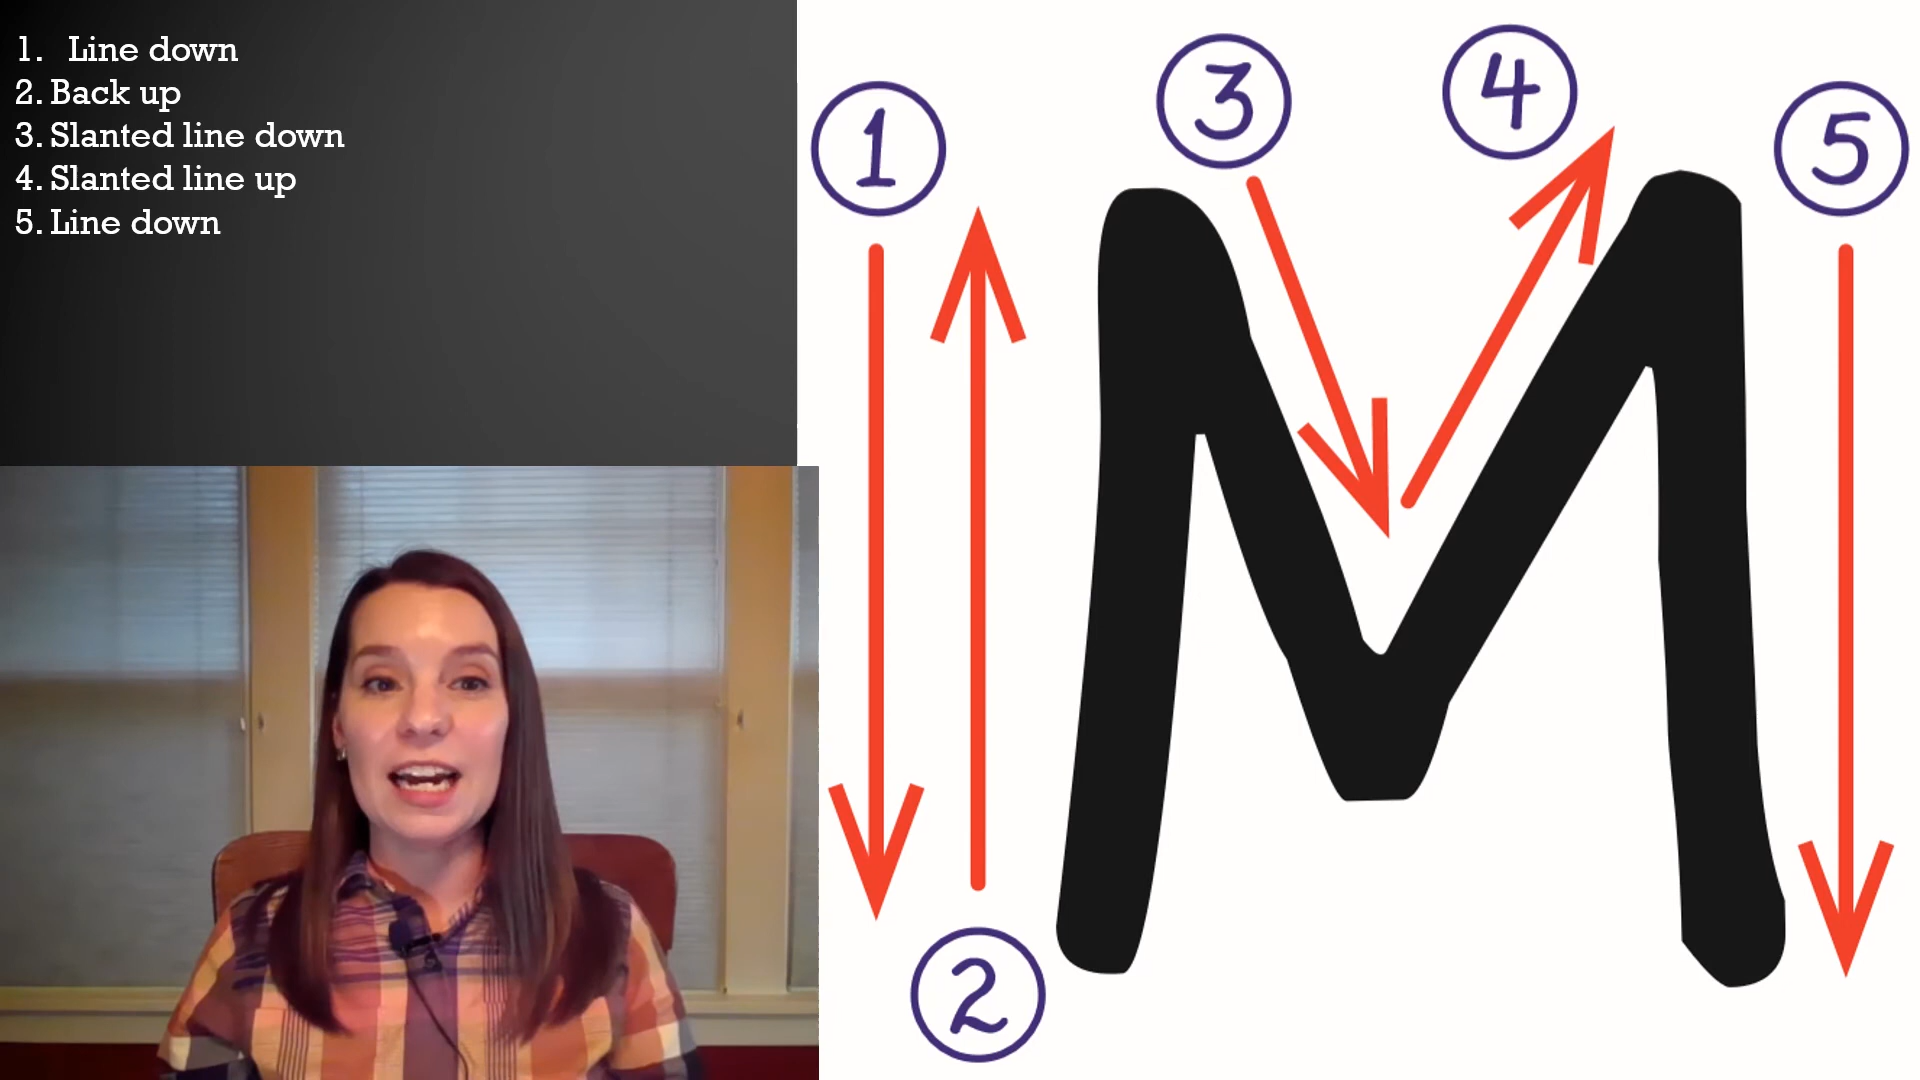 1. Line down
2. Back up
3. Slanted line down
4. Slanted line up
5. Line down
1
3
4
5
M
2